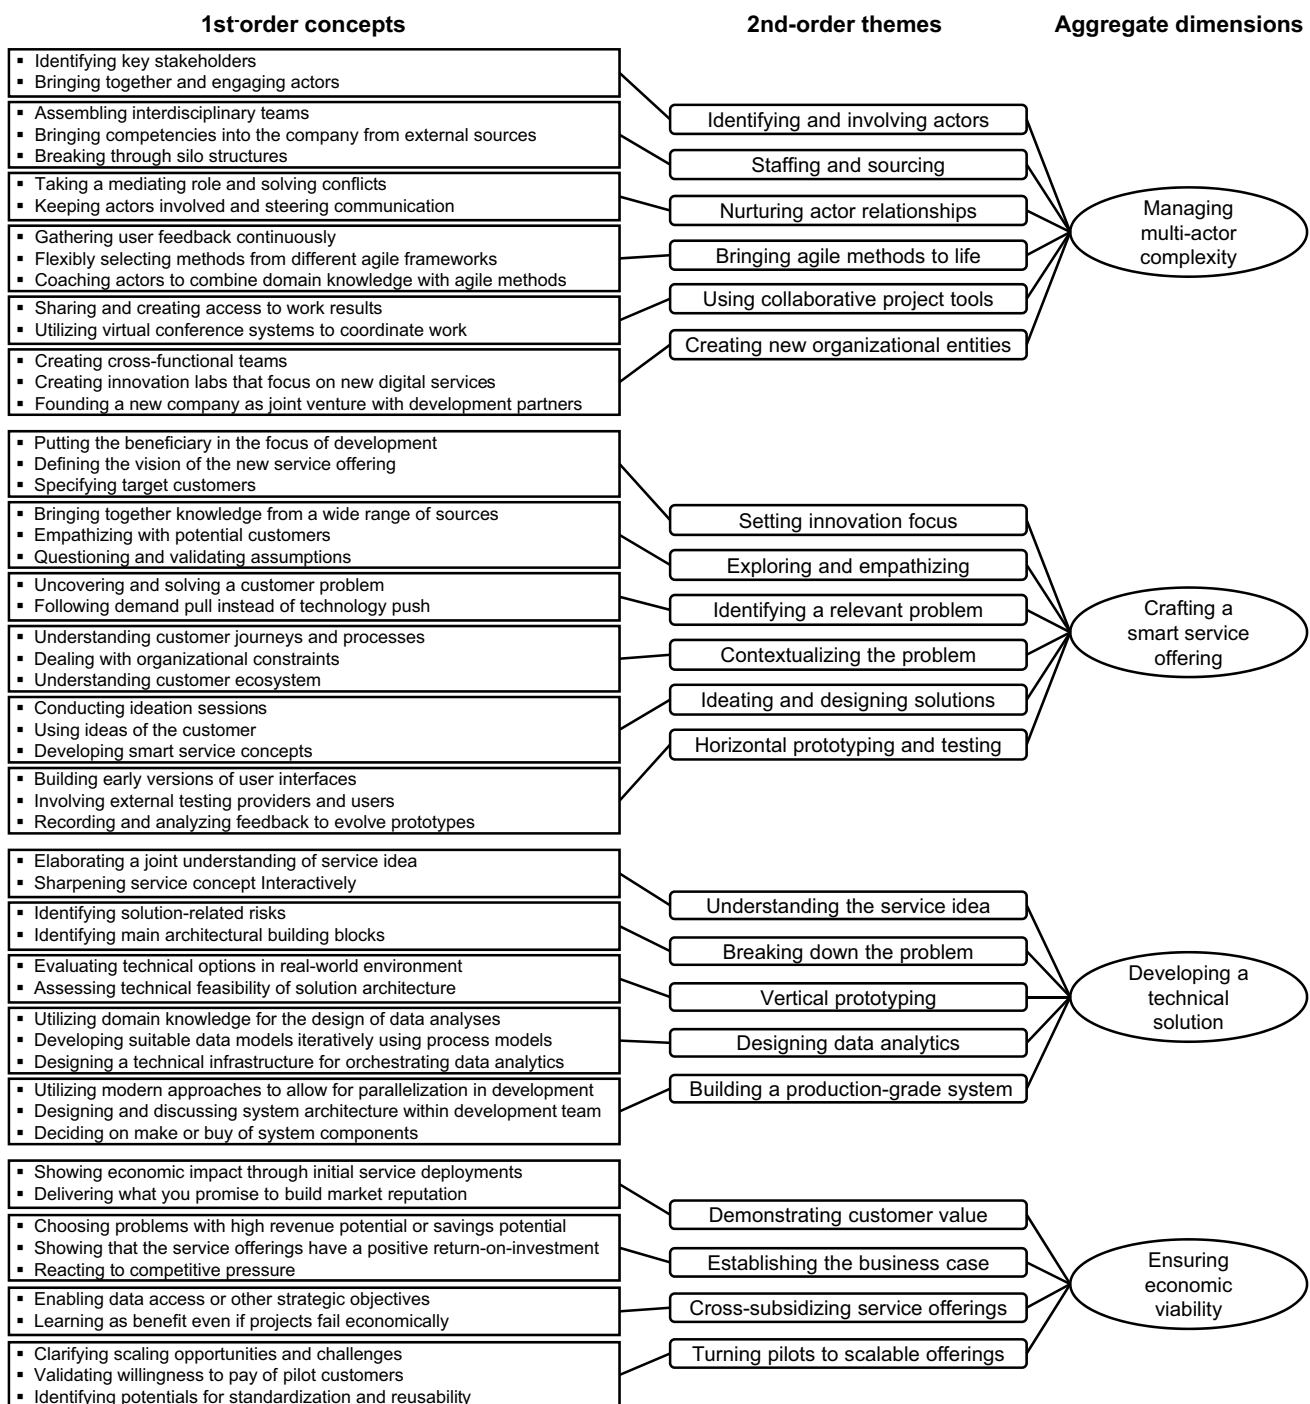 1st-order concepts
2nd-order themes
Aggregate dimensions
▪ Identifying key stakeholders
▪ Bringing together and engaging actors
▪ Assembling interdisciplinary teams
▪ Bringing competencies into the company from external sources
▪ Breaking through silo structures
▪ Taking a mediating role and solving conflicts
▪ Keeping actors involved and steering communication
▪ Gathering user feedback continuously
▪ Flexibly selecting methods from different agile frameworks
▪ Coaching actors to combine domain knowledge with agile methods
▪ Sharing and creating access to work results
▪ Utilizing virtual conference systems to coordinate work
▪ Creating cross-functional teams
▪ Creating innovation labs that focus on new digital services
▪ Founding a new company as joint venture with development partners
Identifying and involving actors
Staffing and sourcing
Nurturing actor relationships
Bringing agile methods to life
Using collaborative project tools
Creating new organizational entities
Managing
multi-actor
complexity
▪ Putting the beneficiary in the focus of development
▪ Defining the vision of the new service offering
▪ Specifying target customers
▪ Bringing together knowledge from a wide range of sources
▪ Empathizing with potential customers
▪ Questioning and validating assumptions
▪ Uncovering and solving a customer problem
▪ Following demand pull instead of technology push
▪ Understanding customer journeys and processes
▪ Dealing with organizational constraints
▪ Understanding customer ecosystem
▪ Conducting ideation sessions
▪ Using ideas of the customer
▪ Developing smart service concepts
▪ Building early versions of user interfaces
▪ Involving external testing providers and users
▪ Recording and analyzing feedback to evolve prototypes
Setting innovation focus
Exploring and empathizing
Identifying a relevant problem
Contextualizing the problem
Ideating and designing solutions
Horizontal prototyping and testing
Crafting a
smart service
offering
▪ Elaborating a joint understanding of service idea
▪ Sharpening service concept Interactively
▪ Identifying solution-related risks
▪ Identifying main architectural building blocks
▪ Evaluating technical options in real-world environment
▪ Assessing technical feasibility of solution architecture
▪ Utilizing domain knowledge for the design of data analyses
▪ Developing suitable data models iteratively using process models
▪ Designing a technical infrastructure for orchestrating data analytics
▪ Utilizing modern approaches to allow for parallelization in development
▪ Designing and discussing system architecture within development team
▪ Deciding on make or buy of system components
Understanding the service idea
Breaking down the problem
Vertical prototyping
Designing data analytics
Building a production-grade system
Developing a
technical
solution
▪ Showing economic impact through initial service deployments
▪ Delivering what you promise to build market reputation
▪ Choosing problems with high revenue potential or savings potential
▪ Showing that the service offerings have a positive return-on-investment
▪ Reacting to competitive pressure
▪ Enabling data access or other strategic objectives
▪ Learning as benefit even if projects fail economically
▪ Clarifying scaling opportunities and challenges
▪ Validating willingness to pay of pilot customers
▪ Identifying potentials for standardization and reusability
Demonstrating customer value
Establishing the business case
Cross-subsidizing service offerings
Turning pilots to scalable offerings
Ensuring
economic
viability